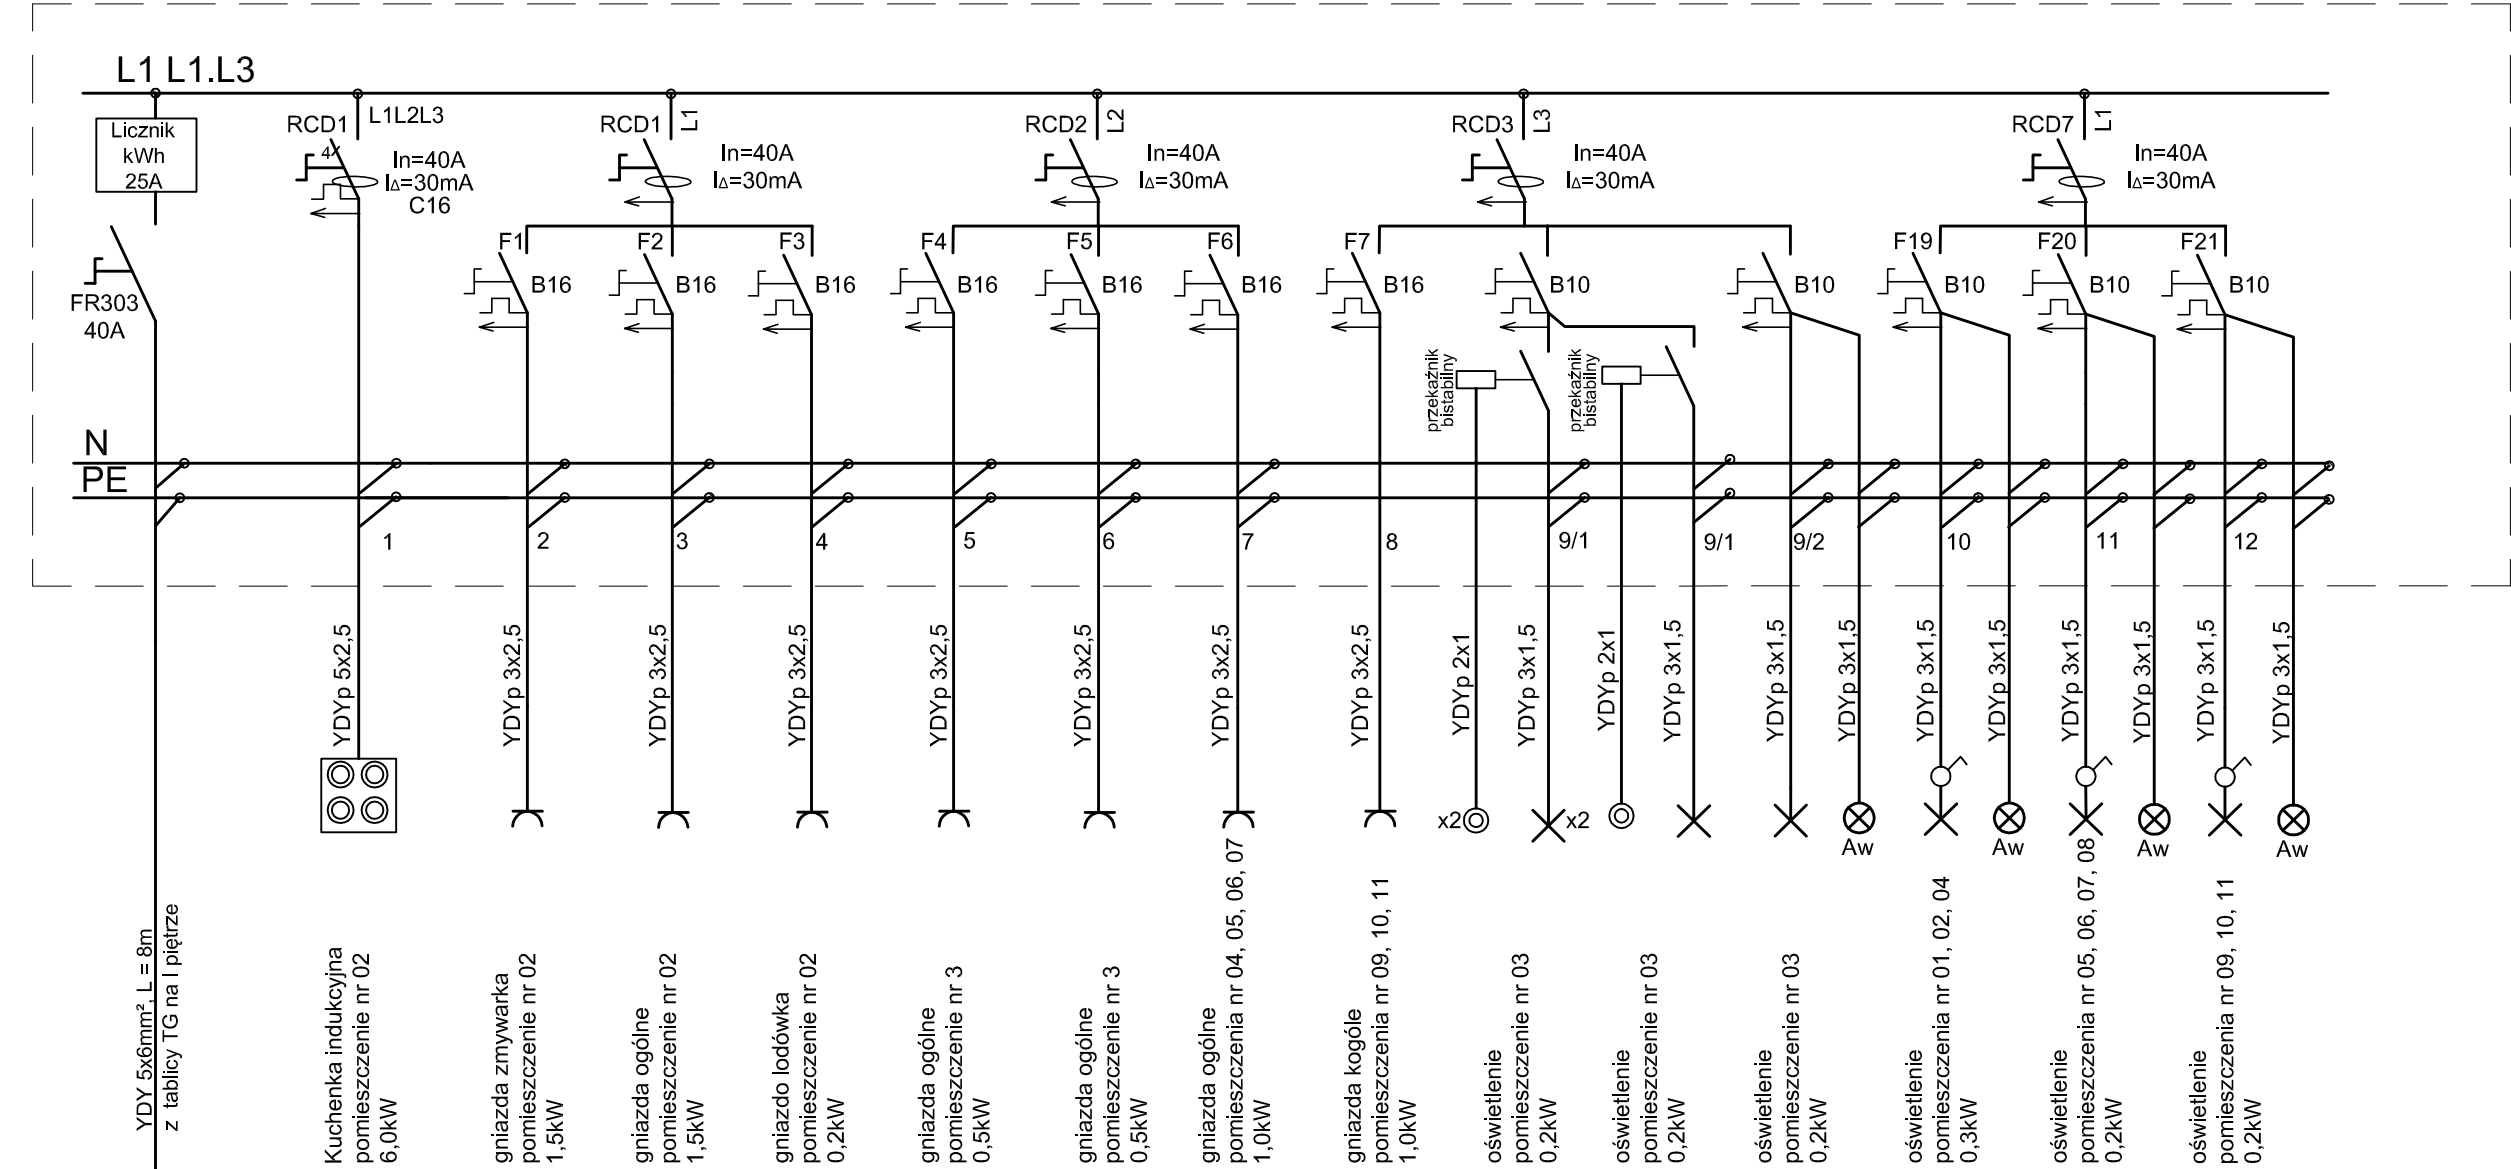 L1 L1.L3
Licznik
kWh
25A
FR303
40A
N
PE
RCD1
L1L2L3
4x
In=40A
I∆=30mA
C16
RCD1
L1
In=40A
I∆=30mA
RCD2
L2
In=40A
I∆=30mA
RCD3
L3
In=40A
I∆=30mA
RCD7
L1
In=40A
I∆=30mA
F1
B16
F2
B16
F3
B16
F4
B16
F5
B16
F6
B16
F7
B16
B10
B10
F19
B10
F20
B10
F21
B10
przekaźnik
bistabilny
przekaźnik
bistabilny
1
2
3
4
5
6
7
8
9/1
9/1
9/2
10
11
12
YDYp 5x2,5
YDYp 3x2,5
YDYp 3x2,5
YDYp 3x2,5
YDYp 3x2,5
YDYp 3x2,5
YDYp 3x2,5
YDYp 3x2,5
YDYp 2x1
YDYp 3x1,5
YDYp 2x1
YDYp 3x1,5
YDYp 3x1,5
YDYp 3x1,5
YDYp 3x1,5
YDYp 3x1,5
YDYp 3x1,5
YDYp 3x1,5
YDYp 3x1,5
YDYp 3x1,5
x2
x2
Aw
Aw
Aw
Aw
YDY 5x6mm², L = 8m
z tablicy TG na I piętrze
Kuchenka indukcyjna
pomieszczenie nr 02
6,0kW
gniazda zmywarka
pomieszczenie nr 02
1,5kW
gniazda ogólne
pomieszczenie nr 02
1,5kW
gniazdo lodówka
pomieszczenie nr 02
0,2kW
gniazda ogólne
pomieszczenie nr 3
0,5kW
gniazda ogólne
pomieszczenie nr 3
0,5kW
gniazda ogólne
pomieszczenia nr 04, 05, 06, 07
1,0kW
gniazda kogóle
pomieszczenia nr 09, 10, 11
1,0kW
oświetlenie
pomieszczenie nr 03
0,2kW
oświetlenie
pomieszczenie nr 03
0,2kW
oświetlenie
pomieszczenie nr 03
0,2kW
oświetlenie
pomieszczenia nr 01, 02, 04
0,3kW
oświetlenie
pomieszczenia nr 05, 06, 07, 08
0,2kW
oświetlenie
pomieszczenia nr 09, 10, 11
0,2kW